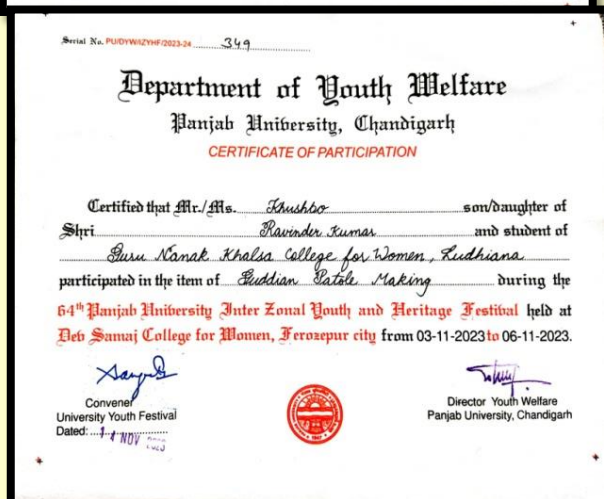 Serial No. PU/DYW/IZYHF/2023-24 349
Department of Youth Welfare
Panjab University, Chandigarh
CERTIFICATE OF PARTICIPATION
Certified that Mr./Ms. Khushbo son/daughter of
Shri Ravinder Kumar and student of
Guru Nanak Khalsa College for Women, Ludhiana
participated in the item of Guddian Patole Making during the
64th Panjab University Inter Zonal Youth and Heritage Festival held at
Dev Samaj College for Women, Ferozepur city from 03-11-2023 to 06-11-2023.
Convener
University Youth Festival
Dated: 14 NOV 2023
Director Youth Welfare
Panjab University, Chandigarh